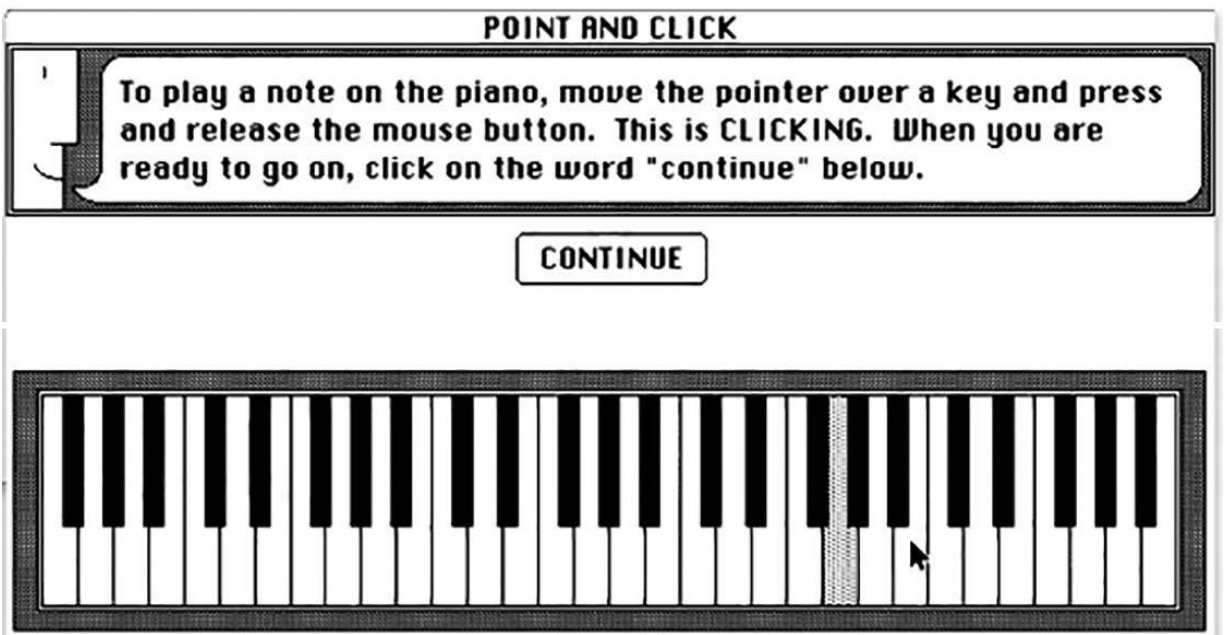 POINT AND CLICK
To play a note on the piano, move the pointer over a key and press
and release the mouse button.  This is CLICKING.  When you are
ready to go on, click on the word "continue" below.
CONTINUE